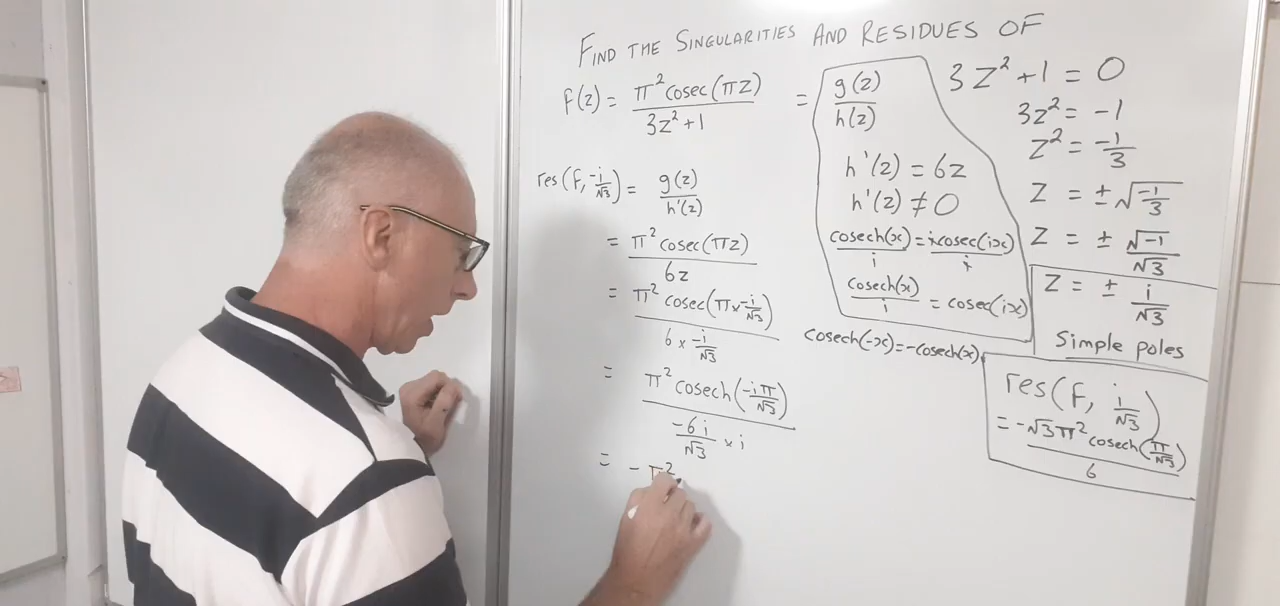 FIND THE SINGULARITIES AND RESIDUES OF
f(z) = π² cosec(πz) / 3z²+1 = g(z) / h(z)
res(f, -i/√3) = g(z) / h'(z)
= π² cosec(πz) / 6z
= π² cosec(π × -i/√3) / 6 × -i/√3
= π² cosech(-iπ/√3) / -6i/√3 × i
= - π²
h'(z) = 6z
h'(z) ≠ 0
cosech(x)/i = i×cosec(ix)/i
cosech(x)/i = cosec(ix)
cosech(-x) = -cosech(x)
3z²+1 = 0
3z² = -1
z² = -1/3
z = ±√(-1/3)
z = ± √-1/√3
z = ± i/√3
Simple poles
res(f, i/√3)
= -√3π² cosech(π/√3) / 6